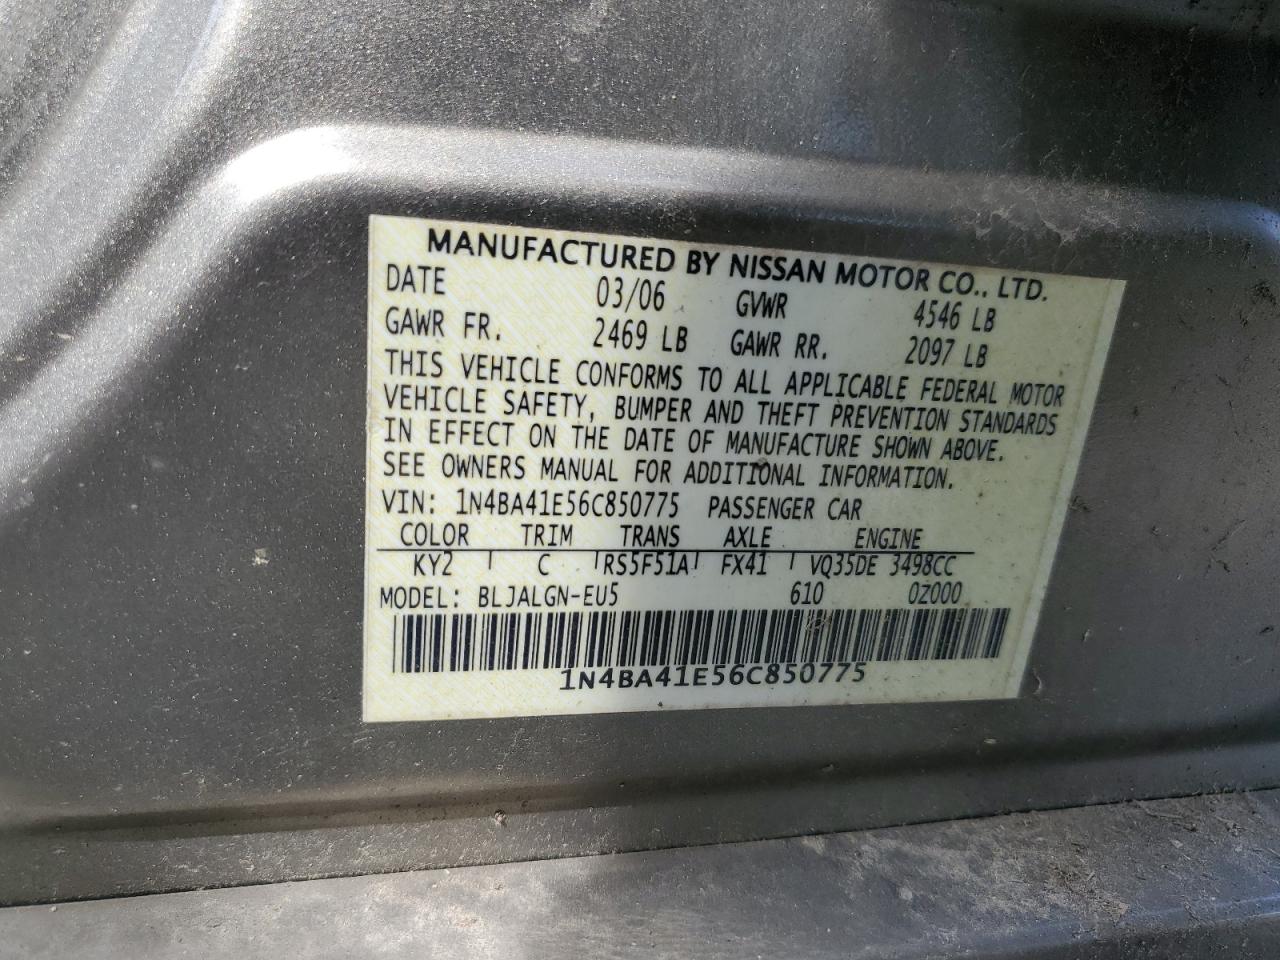 MANUFACTURED BY NISSAN MOTOR CO., LTD.
DATE 03/06 GVWR 4546 LB
GAWR FR. 2469 LB GAWR RR. 2097 LB
THIS VEHICLE CONFORMS TO ALL APPLICABLE FEDERAL MOTOR
VEHICLE SAFETY, BUMPER AND THEFT PREVENTION STANDARDS
IN EFFECT ON THE DATE OF MANUFACTURE SHOWN ABOVE.
SEE OWNERS MANUAL FOR ADDITIONAL INFORMATION.
VIN: 1N4BA41E56C850775 PASSENGER CAR
COLOR TRIM TRANS AXLE ENGINE
KY2 C RS5F51A FX41 VQ35DE 3498CC
MODEL: BLJALGN-EU5 610 0Z000
1N4BA41E56C850775